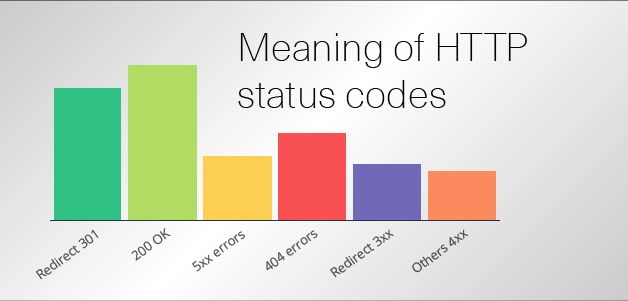 Meaning of HTTP
status codes
Redirect 301
200 OK
5xx errors
404 errors
Redirect 3xx
Others 4xx